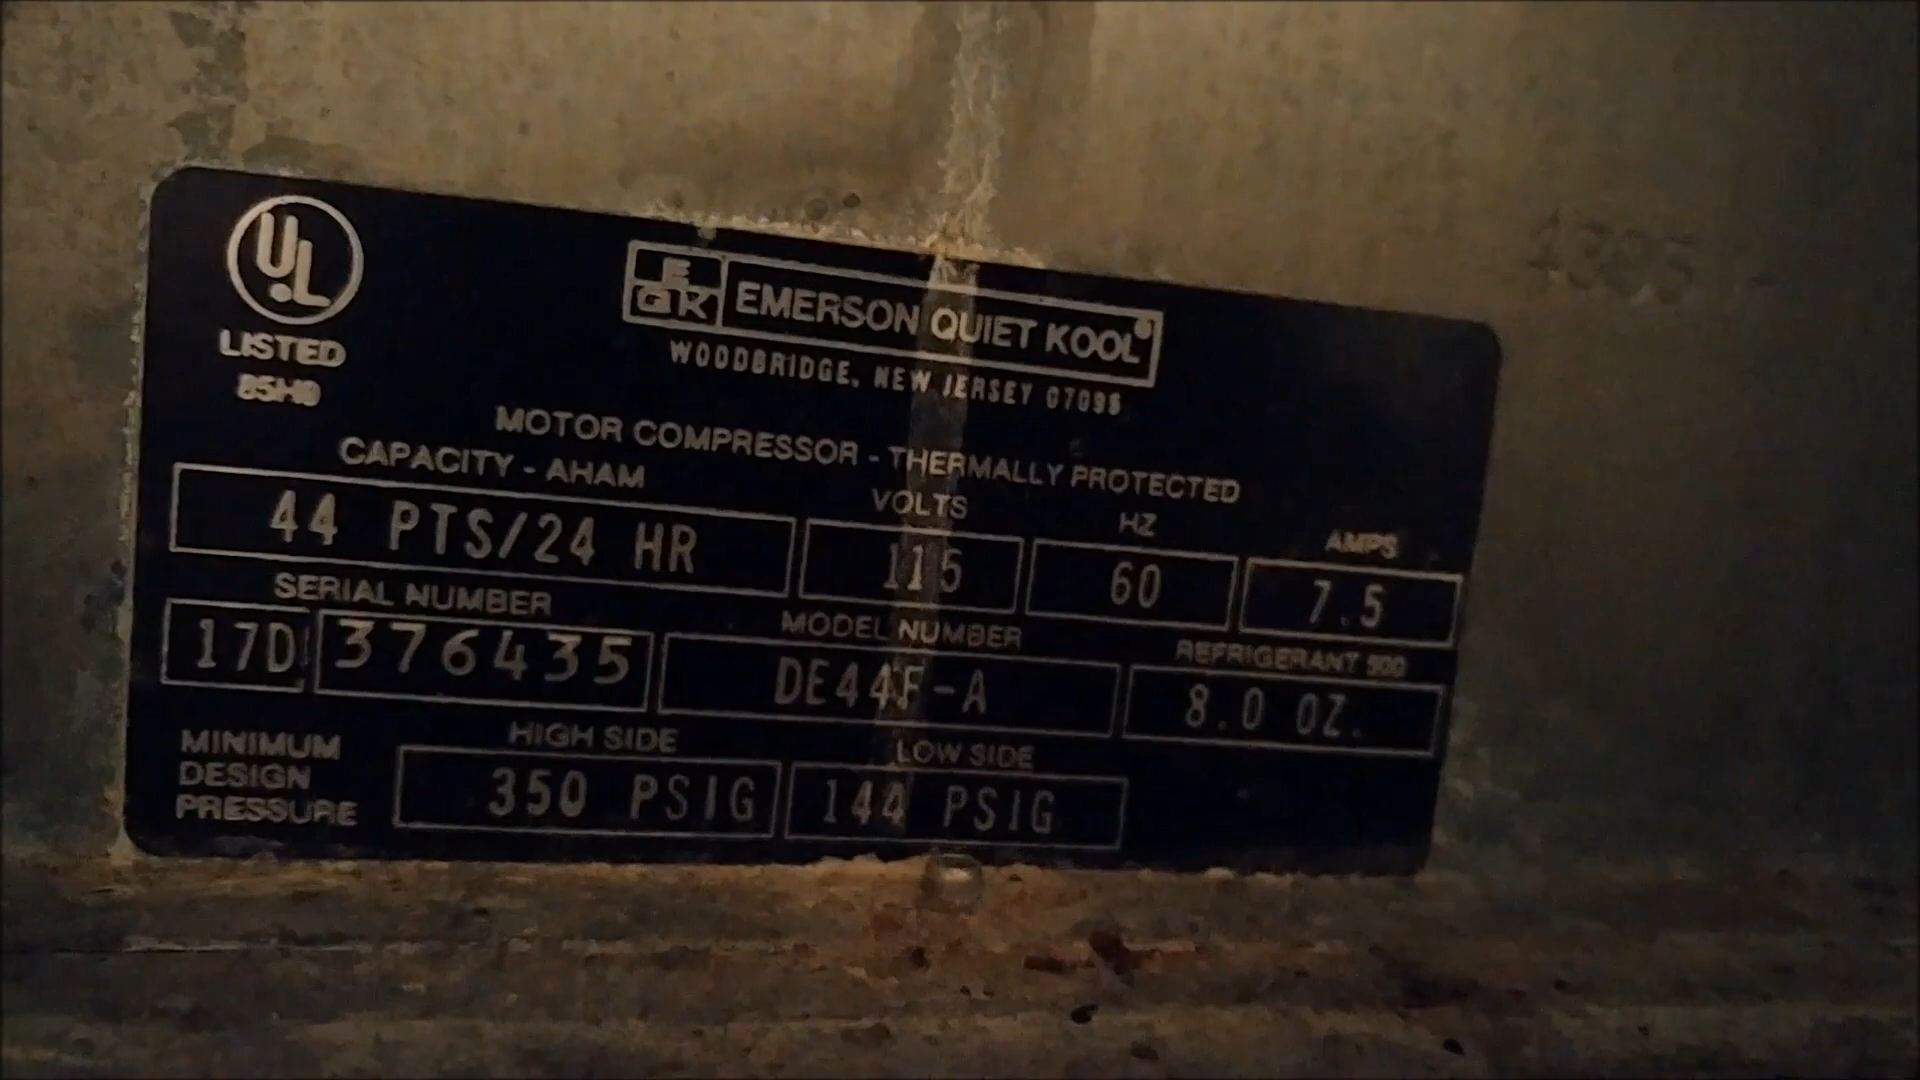 UL
LISTED
85H0
E
QK
EMERSON QUIET KOOL
WOODBRIDGE, NEW JERSEY 07095
MOTOR COMPRESSOR - THERMALLY PROTECTED
CAPACITY - AHAM
VOLTS
HZ
AMPS
44 PTS/24 HR
115
60
7.5
SERIAL NUMBER
MODEL NUMBER
REFRIGERANT 500
17D 376435
DE44F-A
8.0 OZ.
MINIMUM
DESIGN
PRESSURE
HIGH SIDE
LOW SIDE
350 PSIG
144 PSIG